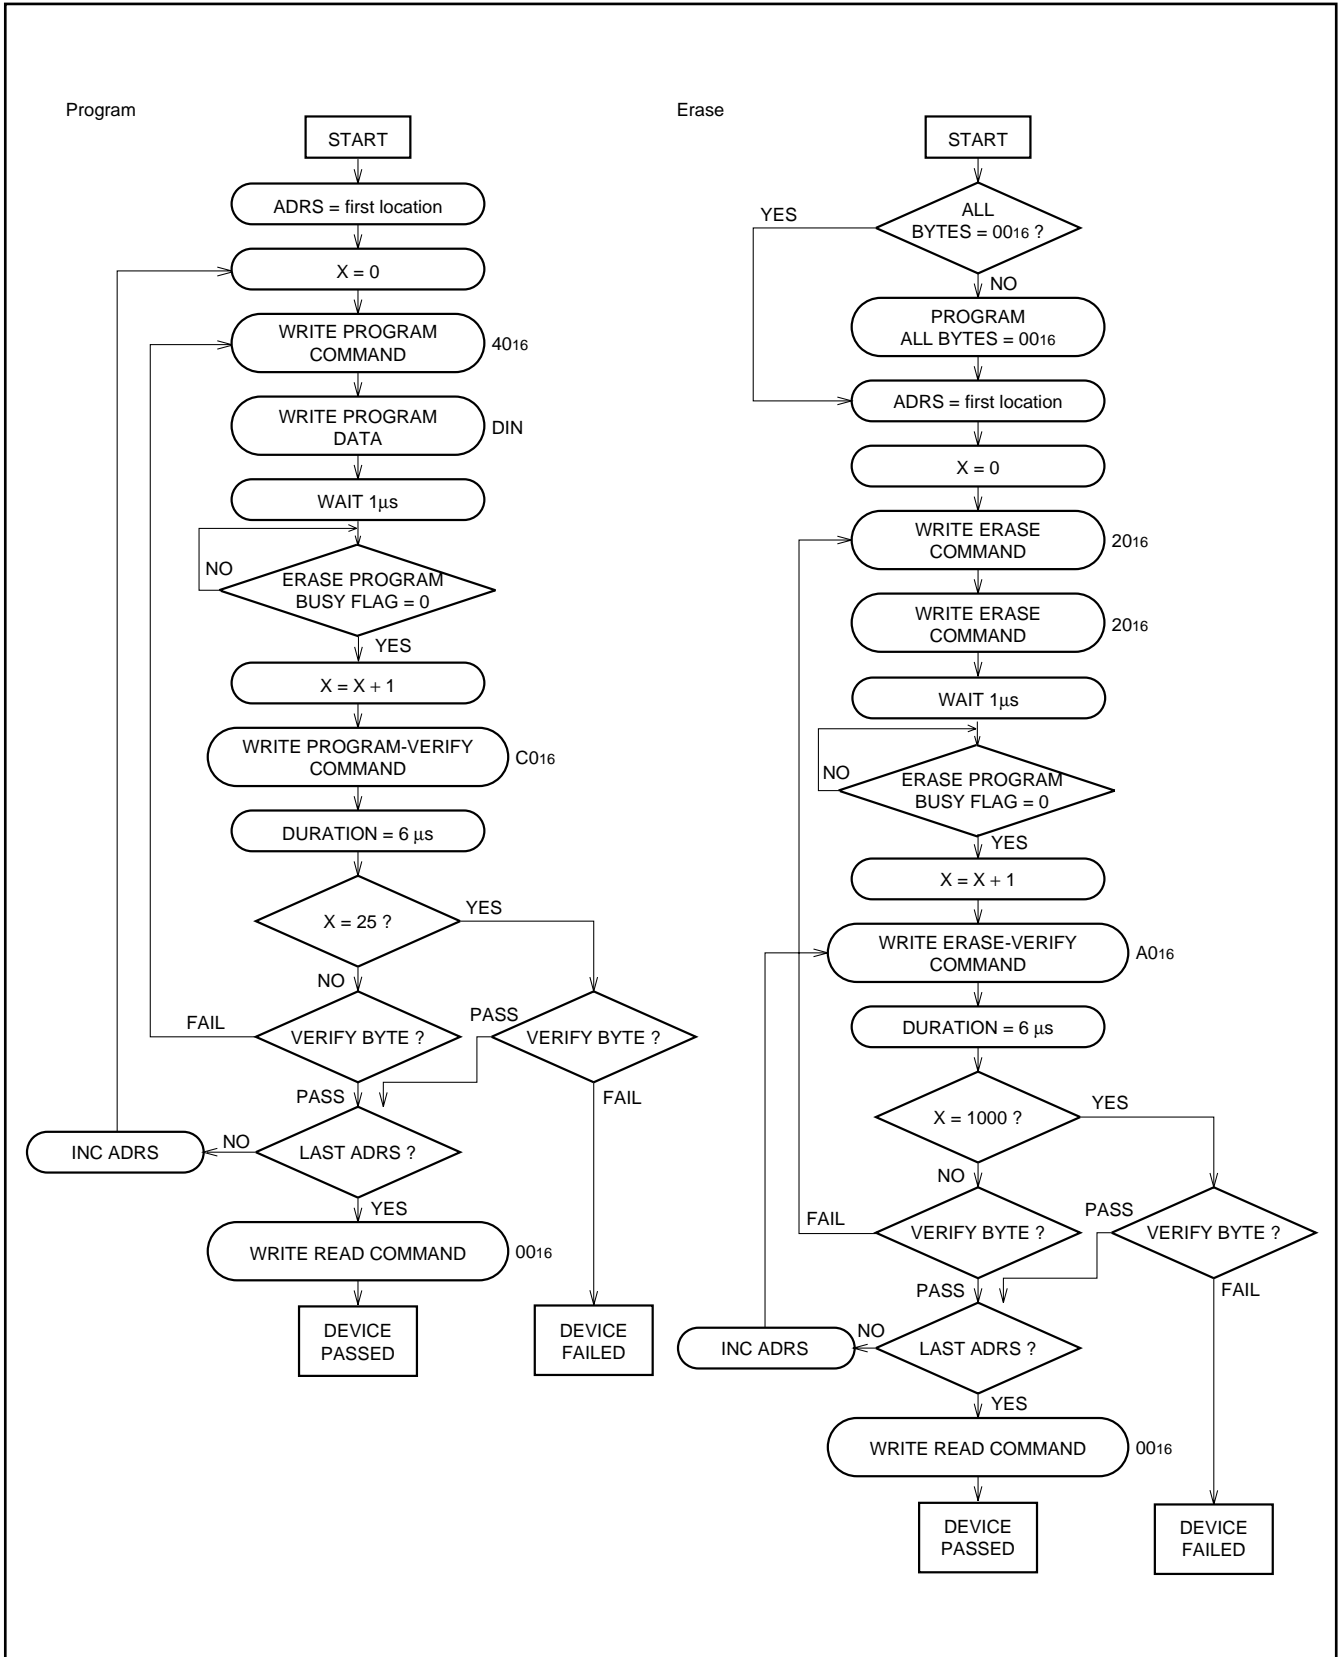 Program
START
ADRS = first location
X = 0
WRITE PROGRAM
COMMAND
4016
WRITE PROGRAM
DATA
DIN
WAIT 1µs
NO
ERASE PROGRAM
BUSY FLAG = 0
YES
X = X + 1
WRITE PROGRAM-VERIFY
COMMAND
C016
DURATION = 6 µs
X = 25 ?
YES
NO
FAIL
VERIFY BYTE ?
PASS
VERIFY BYTE ?
PASS
FAIL
INC ADRS
NO
LAST ADRS ?
YES
WRITE READ COMMAND
0016
DEVICE
PASSED
DEVICE
FAILED
Erase
START
YES
ALL
BYTES = 0016 ?
NO
PROGRAM
ALL BYTES = 0016
ADRS = first location
X = 0
WRITE ERASE
COMMAND
2016
WRITE ERASE
COMMAND
2016
WAIT 1µs
NO
ERASE PROGRAM
BUSY FLAG = 0
YES
X = X + 1
WRITE ERASE-VERIFY
COMMAND
A016
DURATION = 6 µs
X = 1000 ?
YES
NO
FAIL
VERIFY BYTE ?
PASS
VERIFY BYTE ?
PASS
FAIL
INC ADRS
NO
LAST ADRS ?
YES
WRITE READ COMMAND
0016
DEVICE
PASSED
DEVICE
FAILED